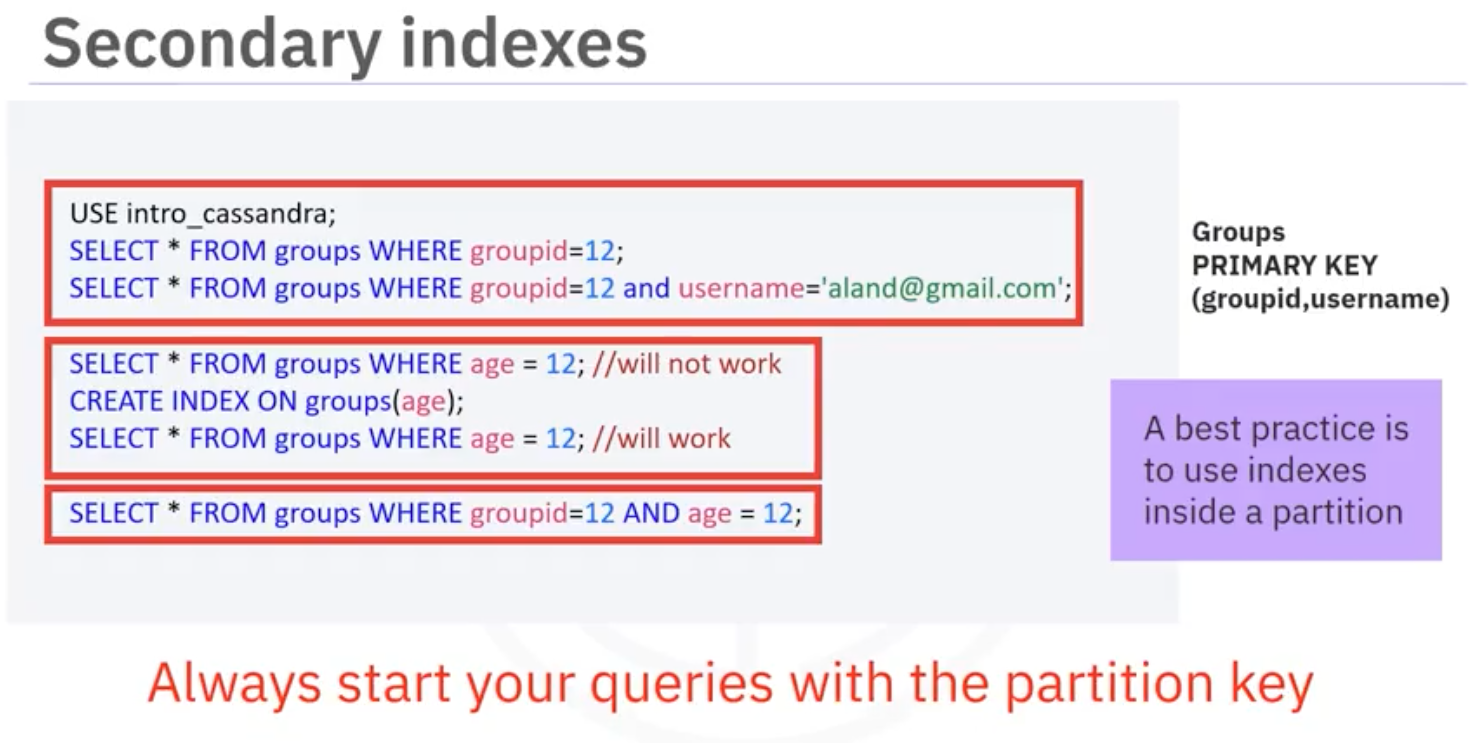 Secondary indexes
USE intro_cassandra;
SELECT * FROM groups WHERE groupid=12;
SELECT * FROM groups WHERE groupid=12 and username='aland@gmail.com';
SELECT * FROM groups WHERE age = 12; //will not work
CREATE INDEX ON groups(age);
SELECT * FROM groups WHERE age = 12; //will work
SELECT * FROM groups WHERE groupid=12 AND age = 12;
Groups
PRIMARY KEY
(groupid,username)
A best practice is
to use indexes
inside a partition
Always start your queries with the partition key